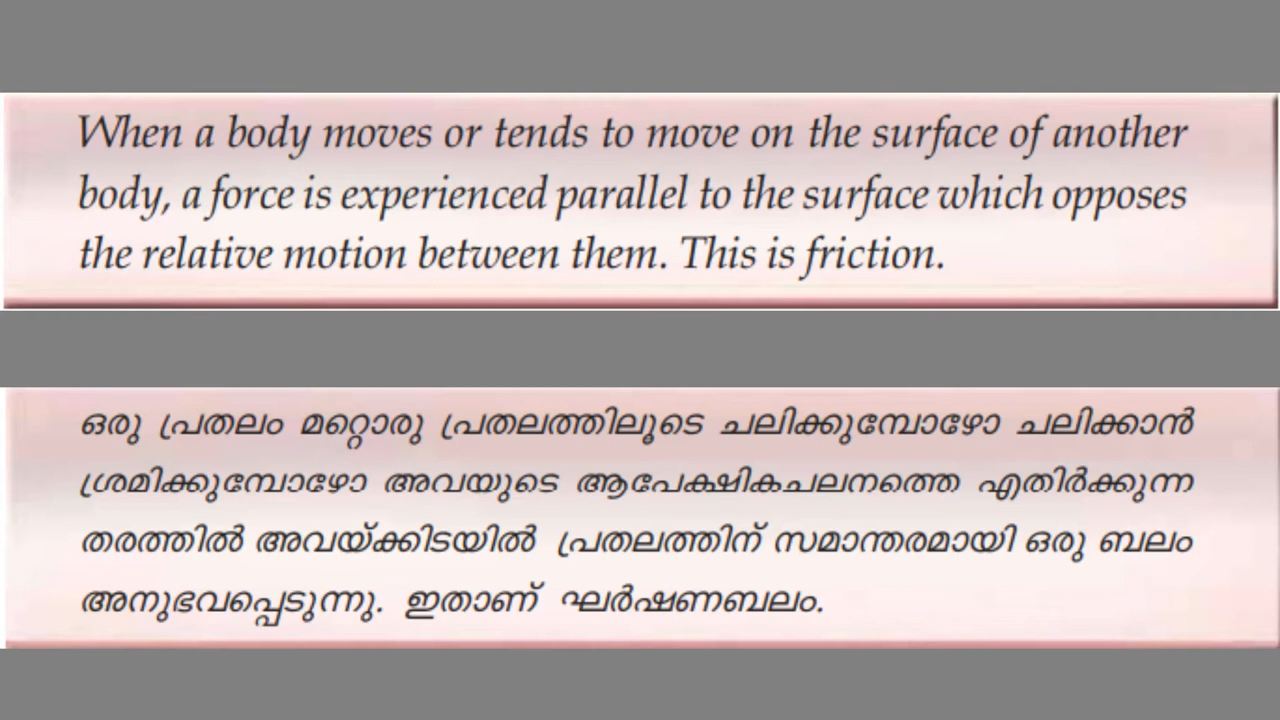 When a body moves or tends to move on the surface of another
body, a force is experienced parallel to the surface which opposes
the relative motion between them. This is friction.
ഒരു പ്രതലം മറ്റൊരു പ്രതലത്തിലൂടെ ചലിക്കുമ്പോഴോ ചലിക്കാൻ
ശ്രമിക്കുമ്പോഴോ അവയുടെ ആപേക്ഷികചലനത്തെ എതിർക്കുന്ന
തരത്തിൽ അവയ്ക്കിടയിൽ പ്രതലത്തിന് സമാന്തരമായി ഒരു ബലം
അനുഭവപ്പെടുന്നു. ഇതാണ് ഘർഷണബലം.